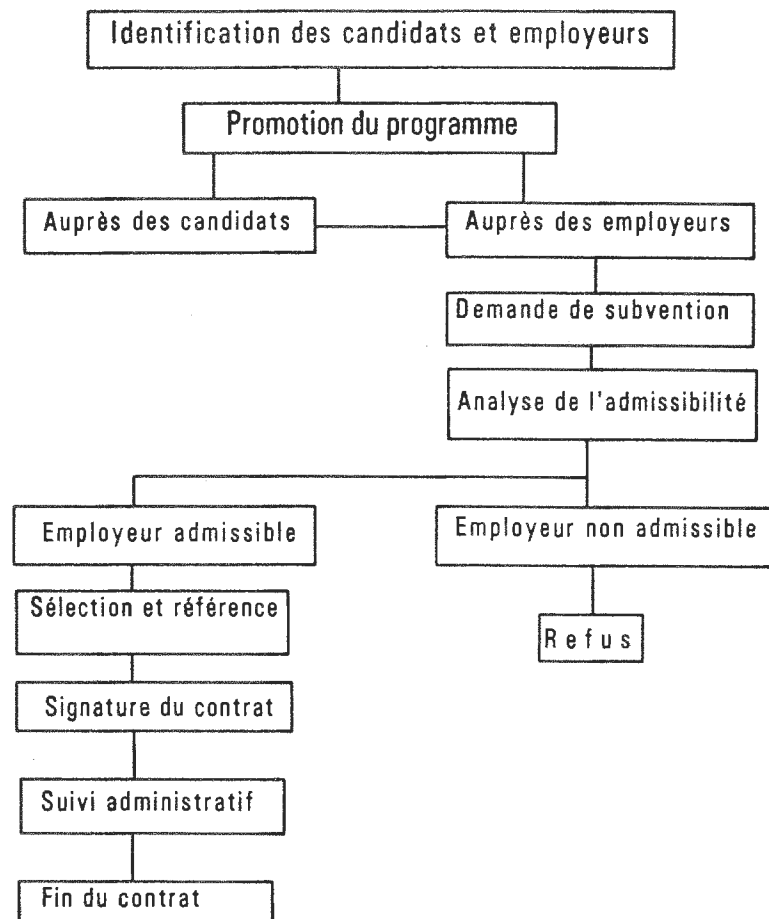 Identification des candidats et employeurs
Promotion du programme
Auprès des candidats
Auprès des employeurs
Demande de subvention
Analyse de l'admissibilité
Employeur admissible
Employeur non admissible
Sélection et référence
Refus
Signature du contrat
Suivi administratif
Fin du contrat